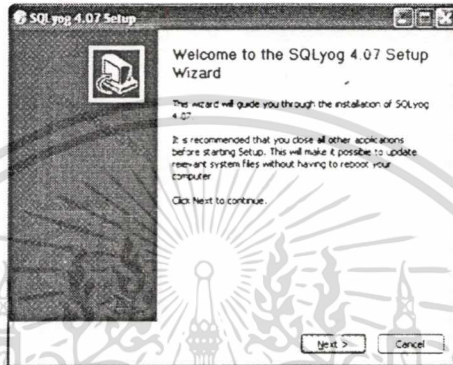 SQLyog 4.07 Setup
Welcome to the SQLyog 4.07 Setup
Wizard
This wizard will guide you through the installation of SQLyog
4.07
It is recommended that you close all other applications
before starting Setup. This will make it possible to update
relevant system files without having to reboot your
computer
Click Next to continue.
Next >
Cancel